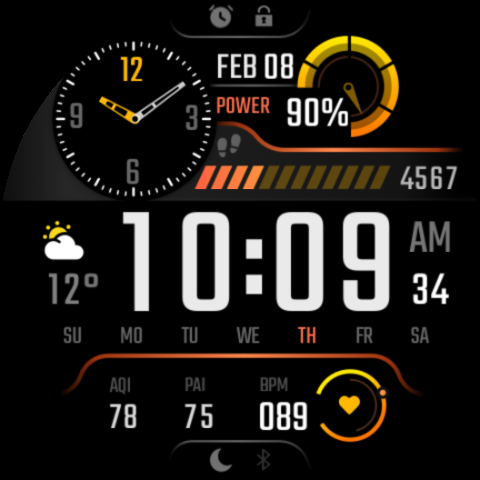 12
FEB 08
9
3
POWER
90%
6
4567
10:09
AM
12°
34
SU MO TU WE TH FR SA
AQI PAI BPM
78 75 089